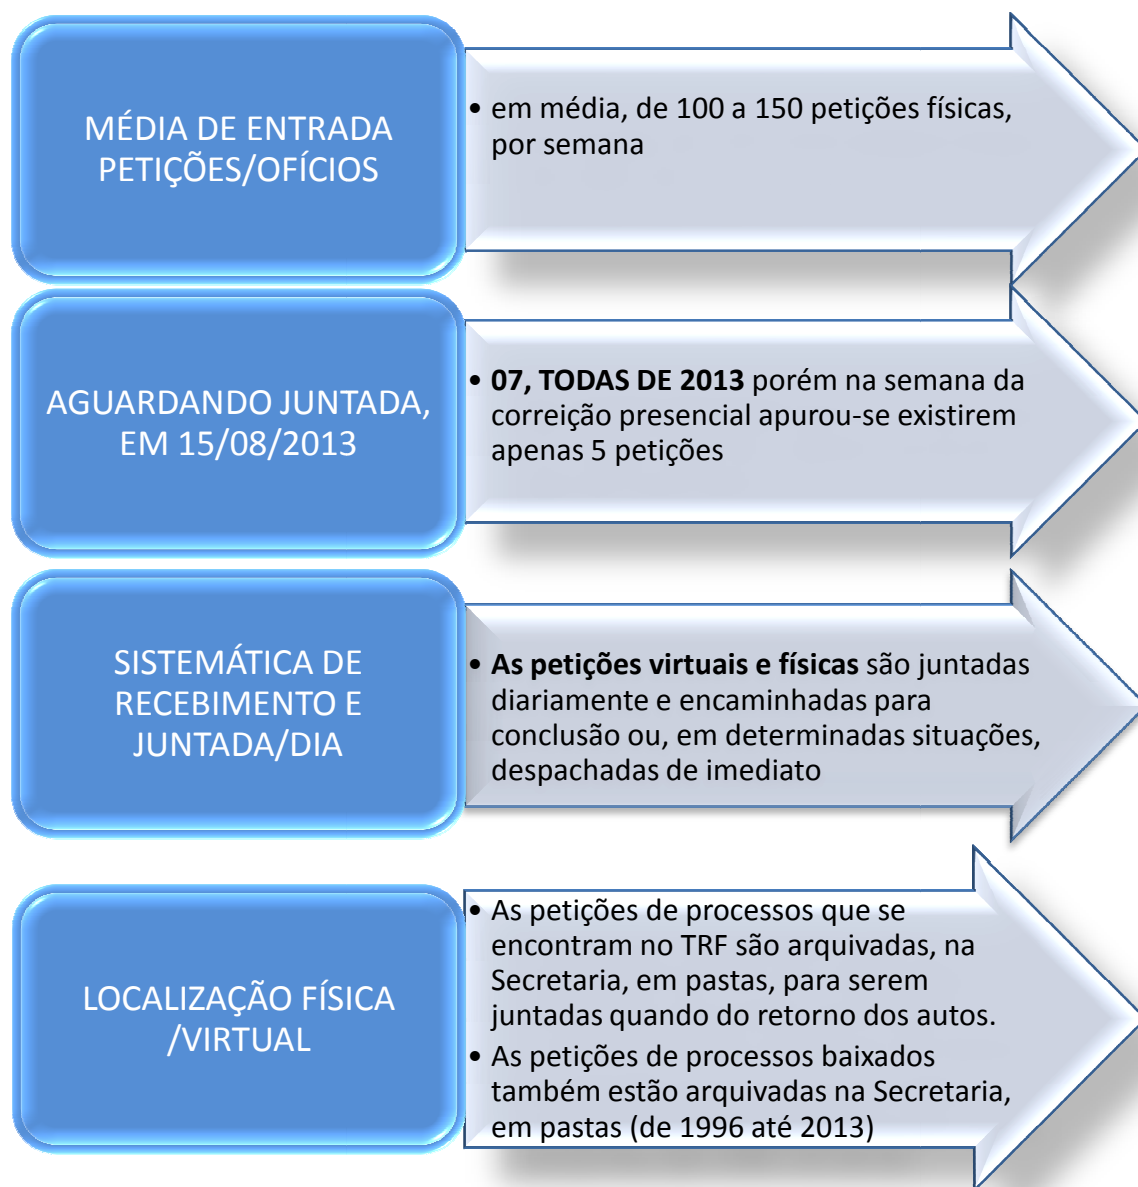 MÉDIA DE ENTRADA
PETIÇÕES/OFÍCIOS
• em média, de 100 a 150 petições físicas,
por semana
AGUARDANDO JUNTADA,
EM 15/08/2013
• 07, TODAS DE 2013 porém na semana da
correição presencial apurou-se existirem
apenas 5 petições
SISTEMÁTICA DE
RECEBIMENTO E
JUNTADA/DIA
• As petições virtuais e físicas são juntadas
diariamente e encaminhadas para
conclusão ou, em determinadas situações,
despachadas de imediato
LOCALIZAÇÃO FÍSICA
/VIRTUAL
• As petições de processos que se
encontram no TRF são arquivadas, na
Secretaria, em pastas, para serem
juntadas quando do retorno dos autos.
• As petições de processos baixados
também estão arquivadas na Secretaria,
em pastas (de 1996 até 2013)